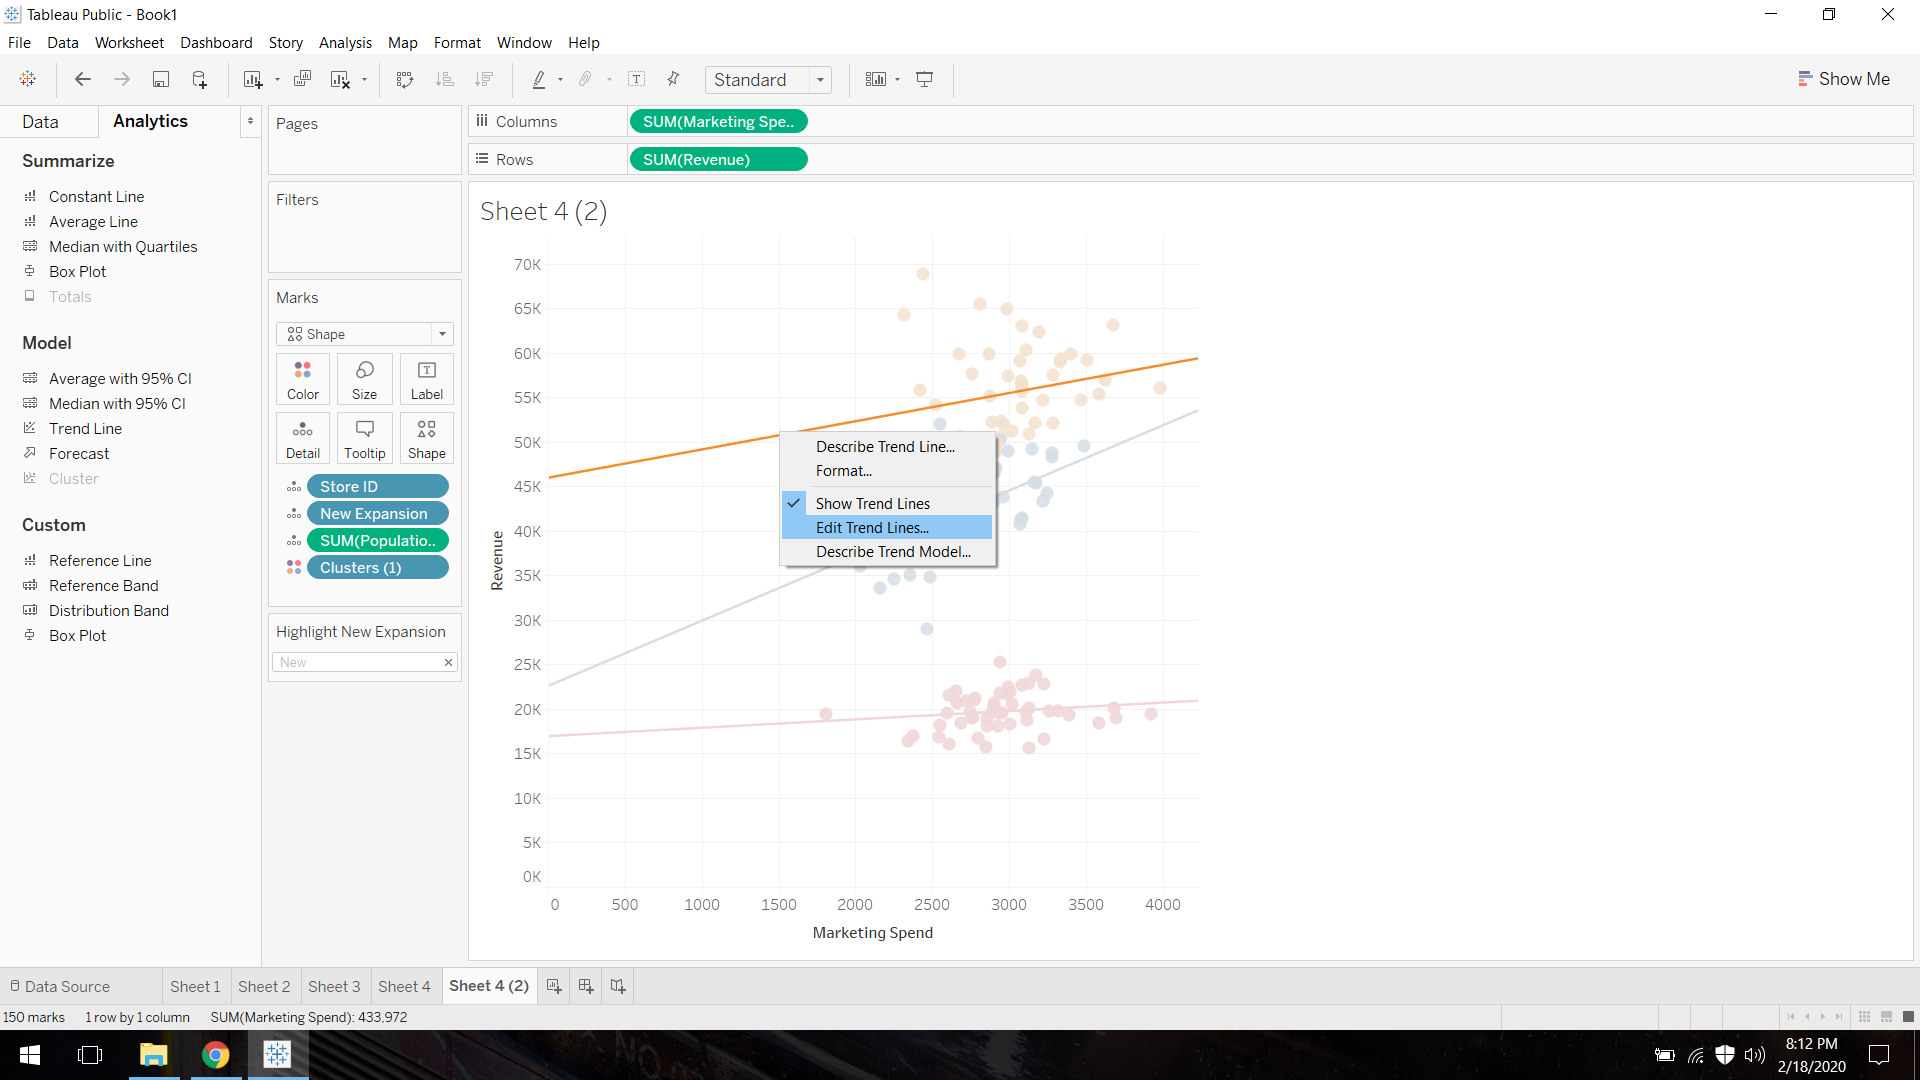 Tableau Public - Book1
File Data Worksheet Dashboard Story Analysis Map Format Window Help
Standard
Show Me
Data Analytics
Summarize
Constant Line
Average Line
Median with Quartiles
Box Plot
Totals
Model
Average with 95% CI
Median with 95% CI
Trend Line
Forecast
Cluster
Custom
Reference Line
Reference Band
Distribution Band
Box Plot
Pages
Filters
Marks
Shape
Color Size Label
Detail Tooltip Shape
Store ID
New Expansion
SUM(Populatio..
Clusters (1)
Highlight New Expansion
New
Columns SUM(Marketing Spe..
Rows SUM(Revenue)
Sheet 4 (2)
70K
65K
60K
55K
50K
45K
40K
35K
30K
25K
20K
15K
10K
5K
0K
Revenue
0 500 1000 1500 2000 2500 3000 3500 4000
Marketing Spend
Describe Trend Line...
Format...
Show Trend Lines
Edit Trend Lines...
Describe Trend Model...
Data Source Sheet 1 Sheet 2 Sheet 3 Sheet 4 Sheet 4 (2)
150 marks 1 row by 1 column SUM(Marketing Spend): 433,972
8:12 PM
2/18/2020